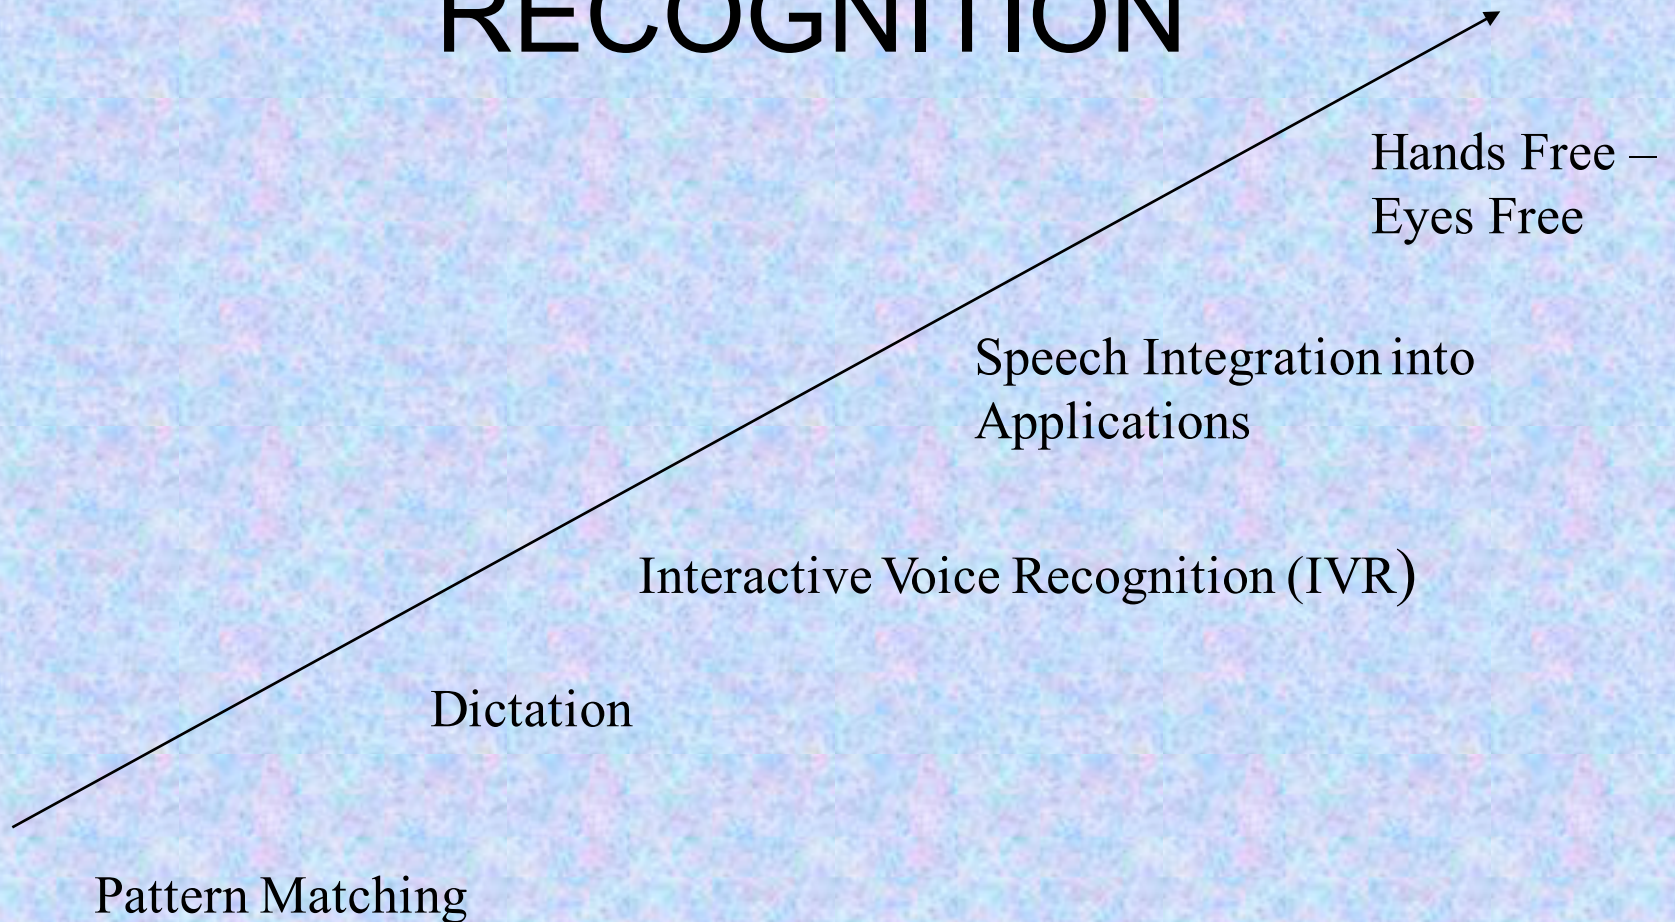 RECOGNITION
Hands Free –
Eyes Free
Speech Integration into
Applications
Interactive Voice Recognition (IVR)
Dictation
Pattern Matching